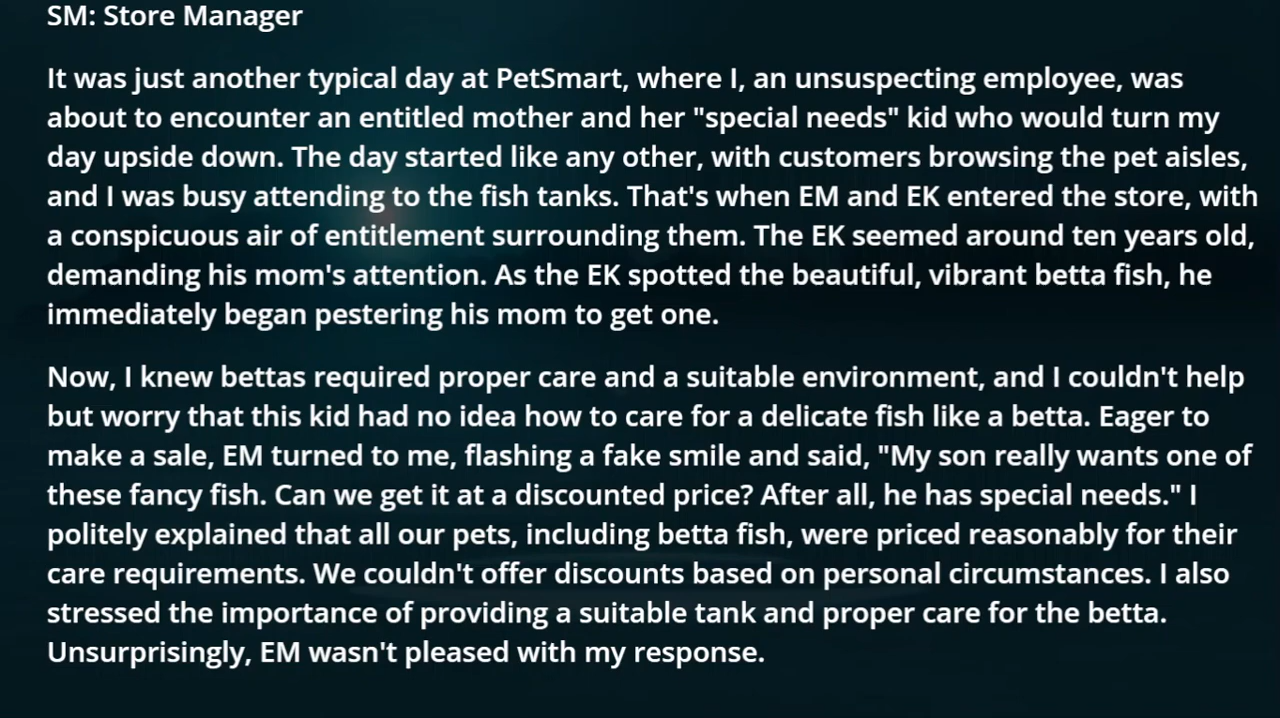 SM: Store Manager
It was just another typical day at PetSmart, where I, an unsuspecting employee, was
about to encounter an entitled mother and her "special needs" kid who would turn my
day upside down. The day started like any other, with customers browsing the pet aisles,
and I was busy attending to the fish tanks. That's when EM and EK entered the store, with
a conspicuous air of entitlement surrounding them. The EK seemed around ten years old,
demanding his mom's attention. As the EK spotted the beautiful, vibrant betta fish, he
immediately began pestering his mom to get one.
Now, I knew bettas required proper care and a suitable environment, and I couldn't help
but worry that this kid had no idea how to care for a delicate fish like a betta. Eager to
make a sale, EM turned to me, flashing a fake smile and said, "My son really wants one of
these fancy fish. Can we get it at a discounted price? After all, he has special needs." I
politely explained that all our pets, including betta fish, were priced reasonably for their
care requirements. We couldn't offer discounts based on personal circumstances. I also
stressed the importance of providing a suitable tank and proper care for the betta.
Unsurprisingly, EM wasn't pleased with my response.